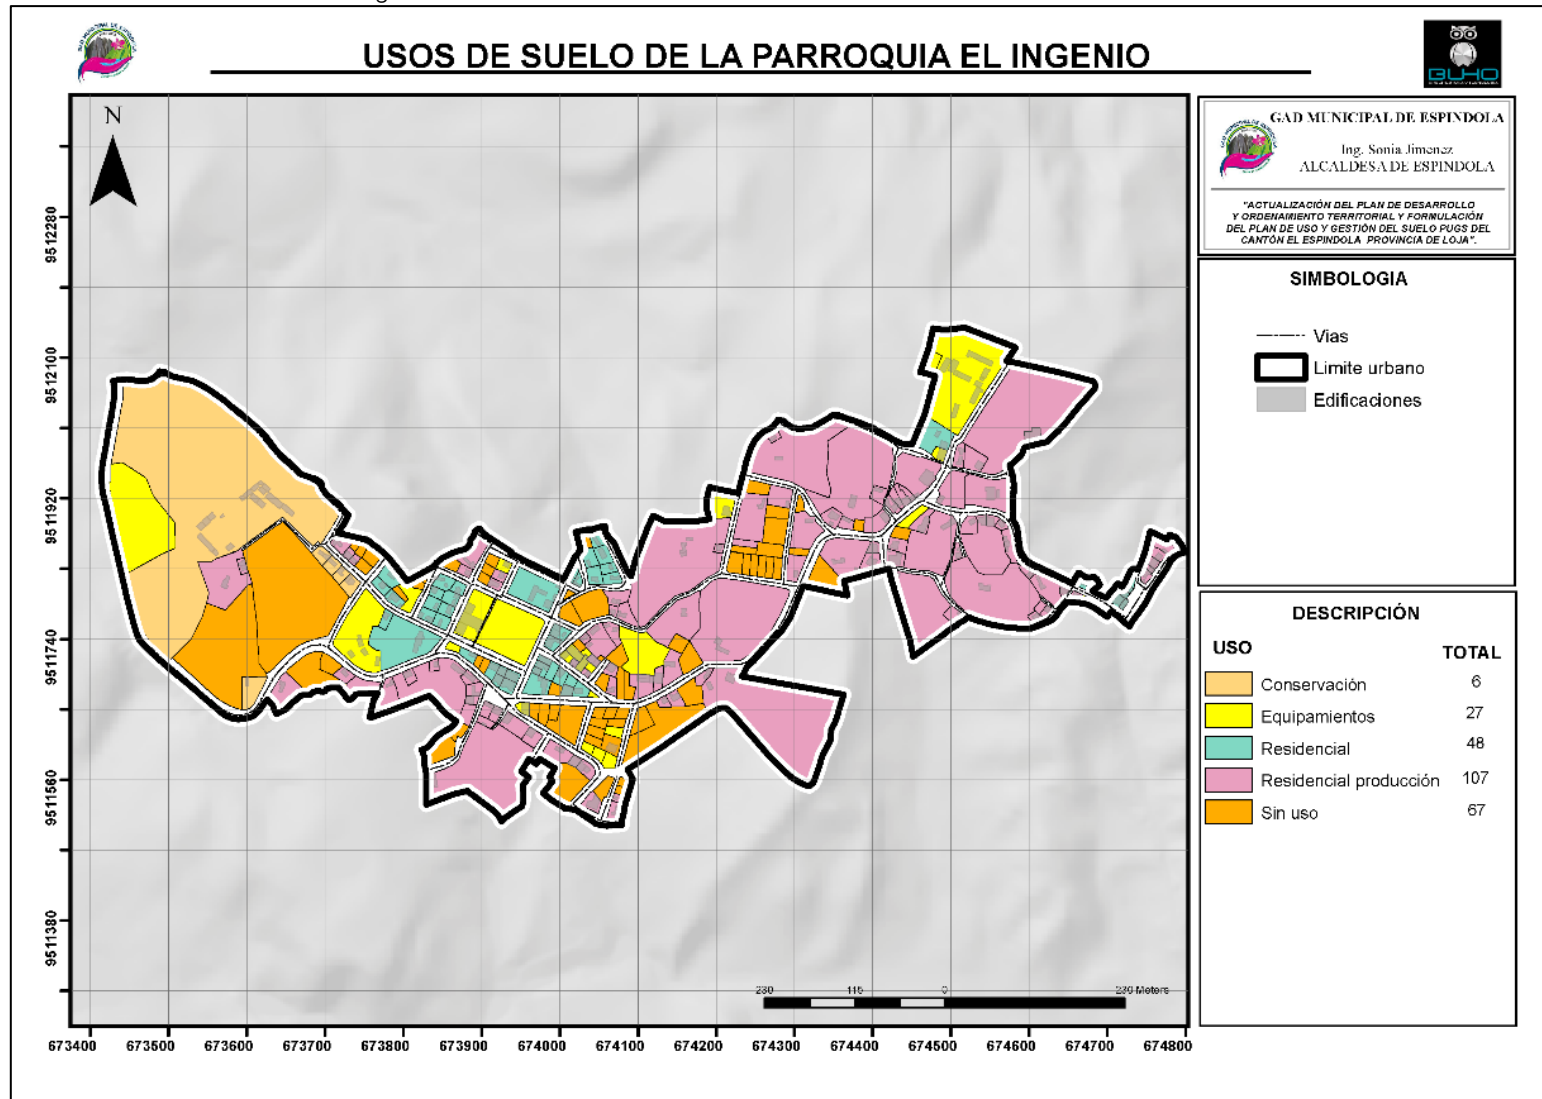 USOS DE SUELO DE LA PARROQUIA EL INGENIO
BUHO
GAD MUNICIPAL DE ESPINDOLA
Ing. Sonia Jimenez
ALCALDESA DE ESPINDOLA
"ACTUALIZACIÓN DEL PLAN DE DESARROLLO
Y ORDENAMIENTO TERRITORIAL Y FORMULACIÓN
DEL PLAN DE USO Y GESTIÓN DEL SUELO PUGS DEL
CANTÓN EL ESPINDOLA PROVINCIA DE LOJA".
SIMBOLOGIA
Vias
Limite urbano
Edificaciones
DESCRIPCIÓN
USO TOTAL
Conservación 6
Equipamientos 27
Residencial 48
Residencial producción 107
Sin uso 67
N
9512280
9512100
9511920
9511740
9511560
9511380
230 115 0 230 Meters
673400 673500 673600 673700 673800 673900 674000 674100 674200 674300 674400 674500 674600 674700 674800